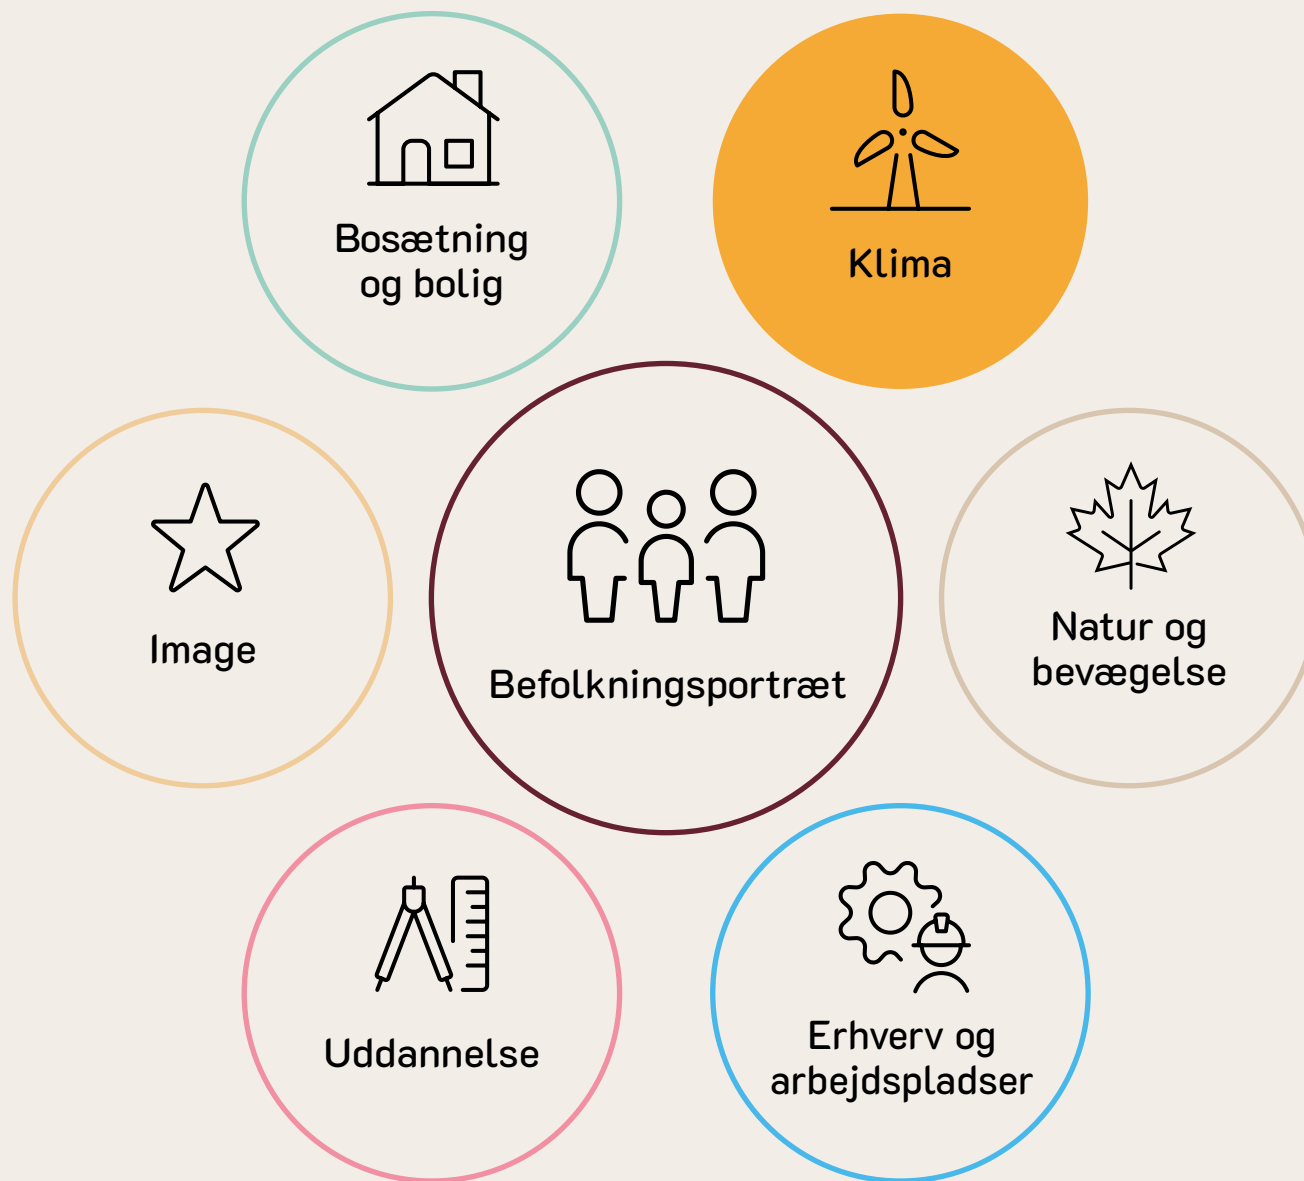 Bosætning
og bolig
Klima
Image
Befolkningsportræt
Natur og
bevægelse
Uddannelse
Erhverv og
arbejdspladser